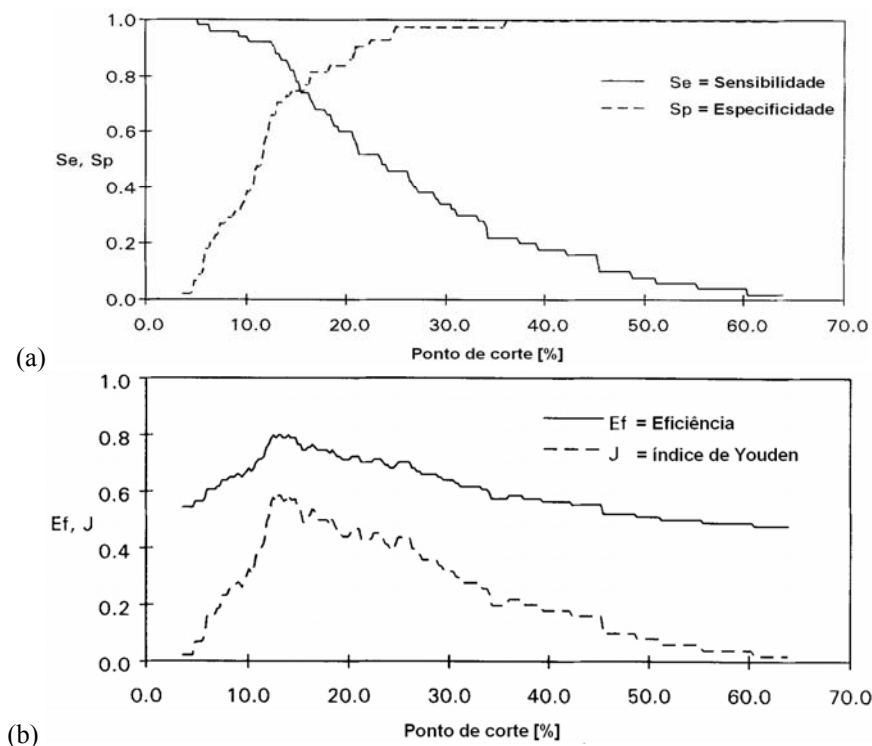 1.0
0.8
0.6
Se, Sp
0.4
0.2
0.0
Se = Sensibilidade
Sp = Especificidade
0.0 10.0 20.0 30.0 40.0 50.0 60.0 70.0
Ponto de corte [%]
(a)
1.0
0.8
0.6
Ef, J
0.4
0.2
0.0
Ef = Eficiência
J = índice de Youden
0.0 10.0 20.0 30.0 40.0 50.0 60.0 70.0
Ponto de corte [%]
(b)